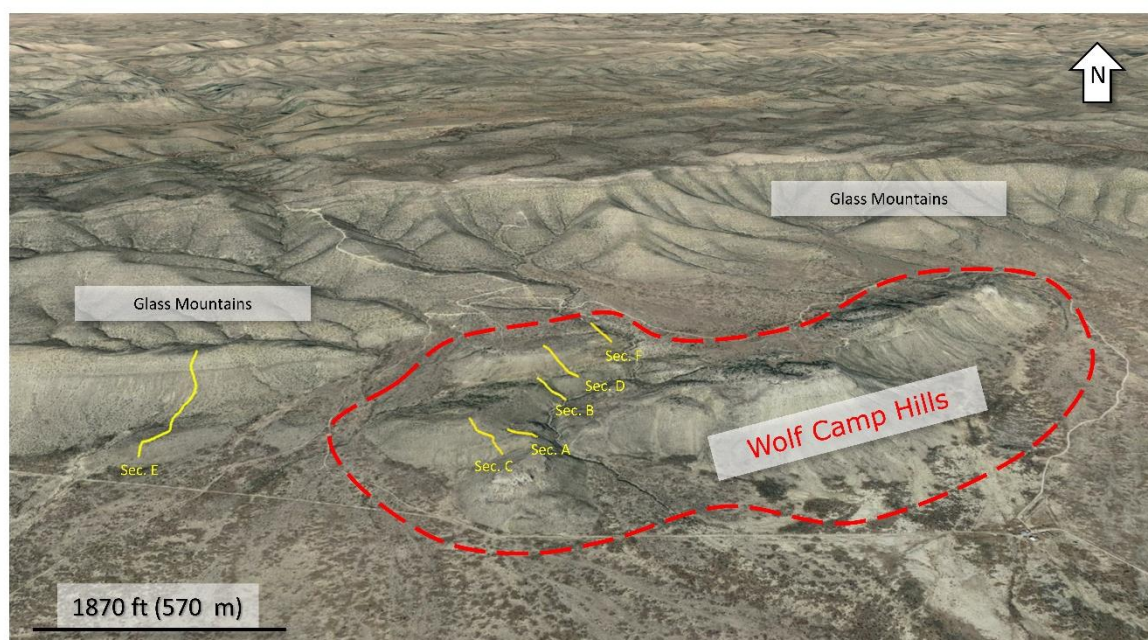 N
Glass Mountains
Glass Mountains
Sec. F
Sec. D
Sec. B
Wolf Camp Hills
Sec. A
Sec. C
Sec. E
1870 ft (570  m)